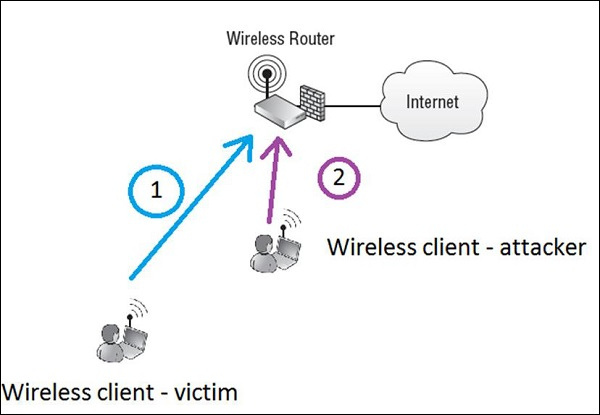 Wireless Router
Internet
1
2
Wireless client - attacker
Wireless client - victim